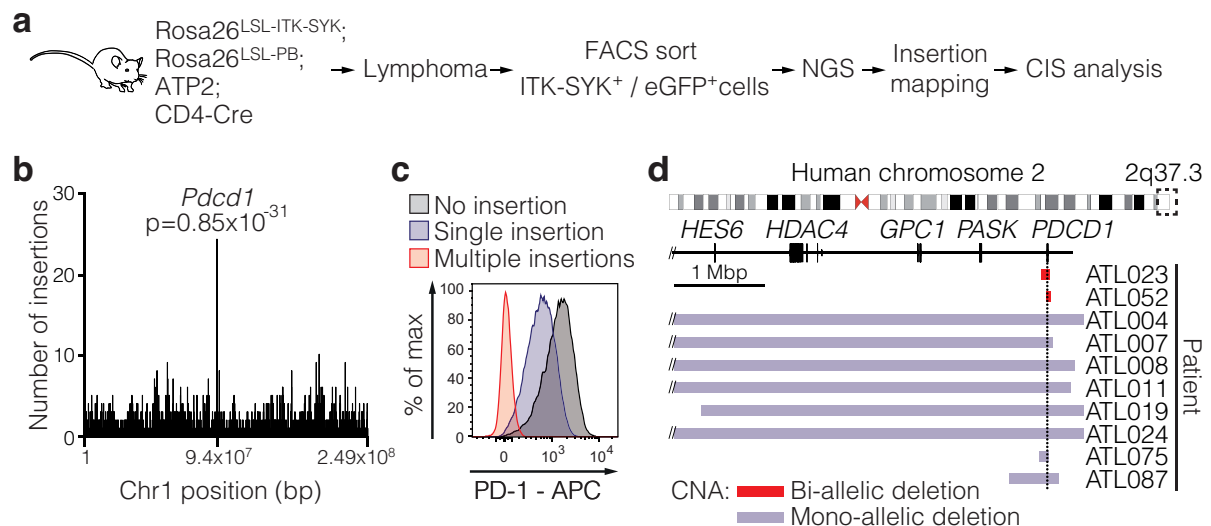 a
Rosa26LSL-ITK-SYK;
Rosa26LSL-PB;
ATP2;
CD4-Cre
Lymphoma
FACS sort
ITK-SYK+ / eGFP+cells
NGS
Insertion
mapping
CIS analysis
b
Pdcd1
p=0.85x10-31
Number of insertions
30
20
10
0
1
9.4x10⁷
2.49x10⁸
Chr1 position (bp)
c
No insertion
Single insertion
Multiple insertions
% of max
100
80
60
40
20
0
0
10³
10⁴
PD-1 - APC
d
Human chromosome 2
2q37.3
HES6
HDAC4
GPC1
PASK
PDCD1
1 Mbp
ATL023
ATL052
ATL004
ATL007
ATL008
ATL011
ATL019
ATL024
ATL075
ATL087
Patient
CNA:
Bi-allelic deletion
Mono-allelic deletion